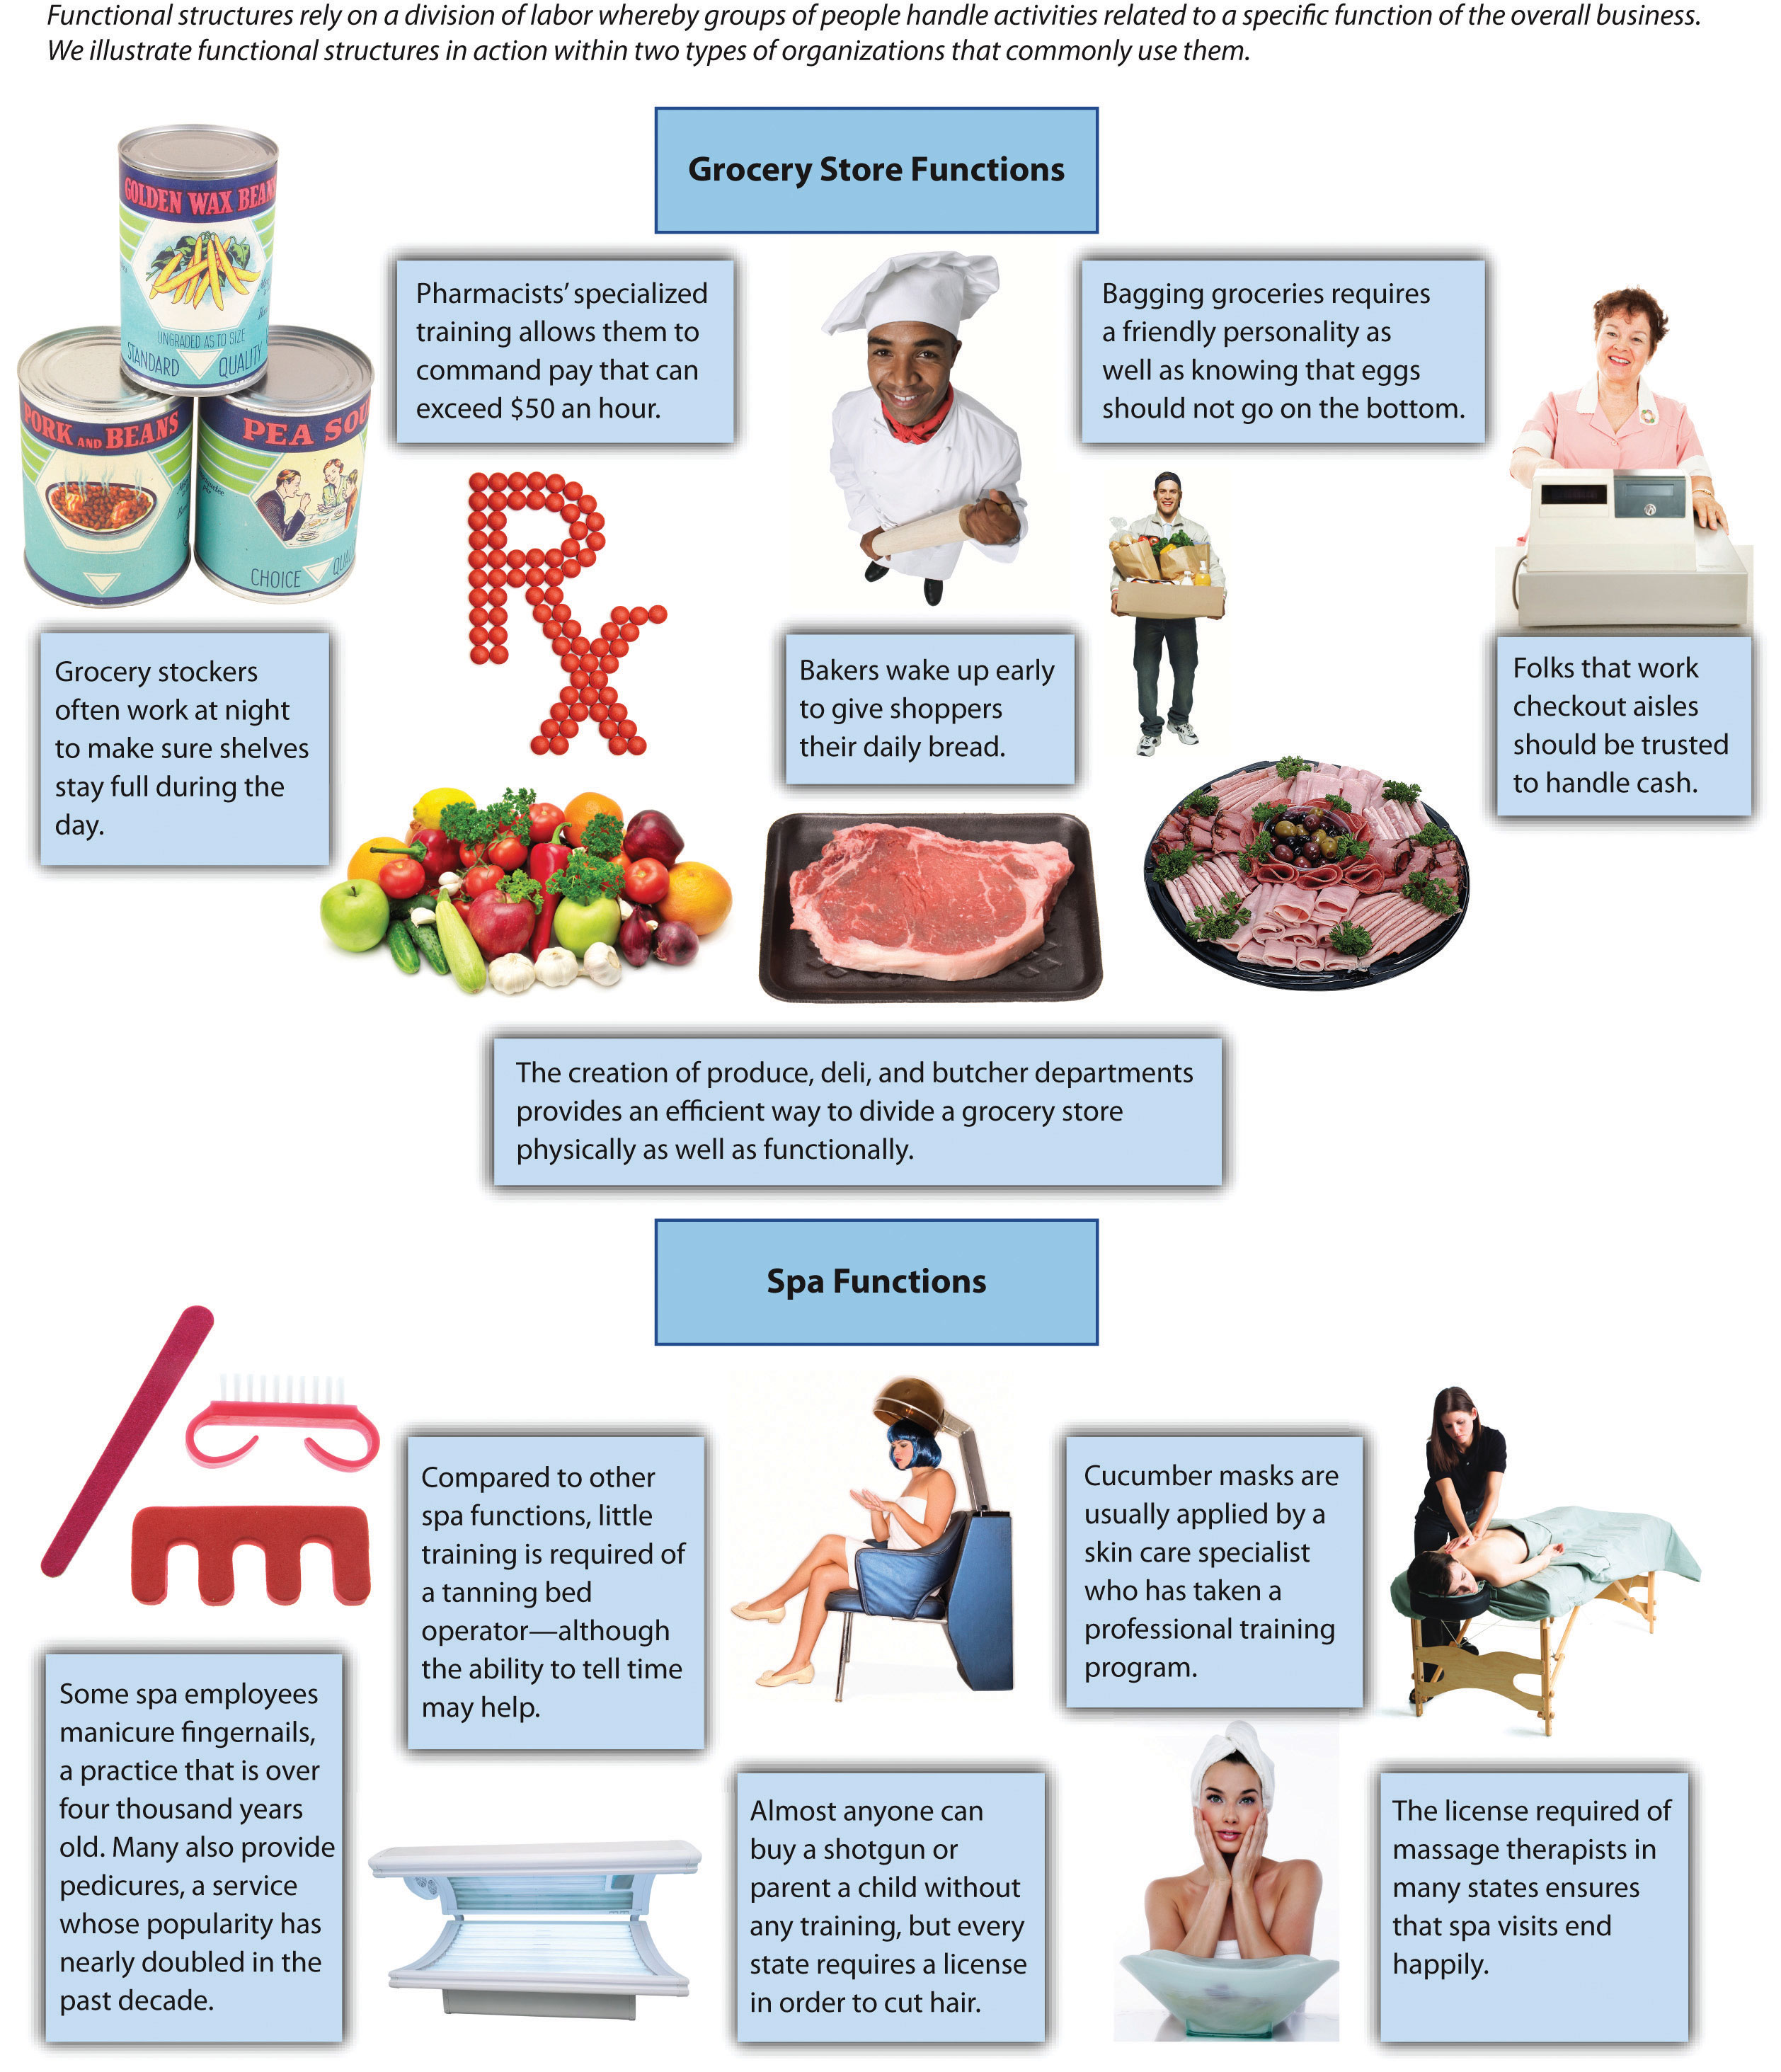 Functional structures rely on a division of labor whereby groups of people handle activities related to a specific function of the overall business.
We illustrate functional structures in action within two types of organizations that commonly use them.
Grocery Store Functions
GOLDEN WAX BEANS
UNGRADED AS TO SIZE
STANDARD QUALITY
PORK AND BEANS
PEA SOU
CHOICE QUAL
Pharmacists' specialized
training allows them to
command pay that can
exceed $50 an hour.
Bagging groceries requires
a friendly personality as
well as knowing that eggs
should not go on the bottom.
Grocery stockers
often work at night
to make sure shelves
stay full during the
day.
Rx
Bakers wake up early
to give shoppers
their daily bread.
Folks that work
checkout aisles
should be trusted
to handle cash.
The creation of produce, deli, and butcher departments
provides an efficient way to divide a grocery store
physically as well as functionally.
Spa Functions
Some spa employees
manicure fingernails,
a practice that is over
four thousand years
old. Many also provide
pedicures, a service
whose popularity has
nearly doubled in the
past decade.
Compared to other
spa functions, little
training is required of
a tanning bed
operator—although
the ability to tell time
may help.
Almost anyone can
buy a shotgun or
parent a child without
any training, but every
state requires a license
in order to cut hair.
Cucumber masks are
usually applied by a
skin care specialist
who has taken a
professional training
program.
The license required of
massage therapists in
many states ensures
that spa visits end
happily.